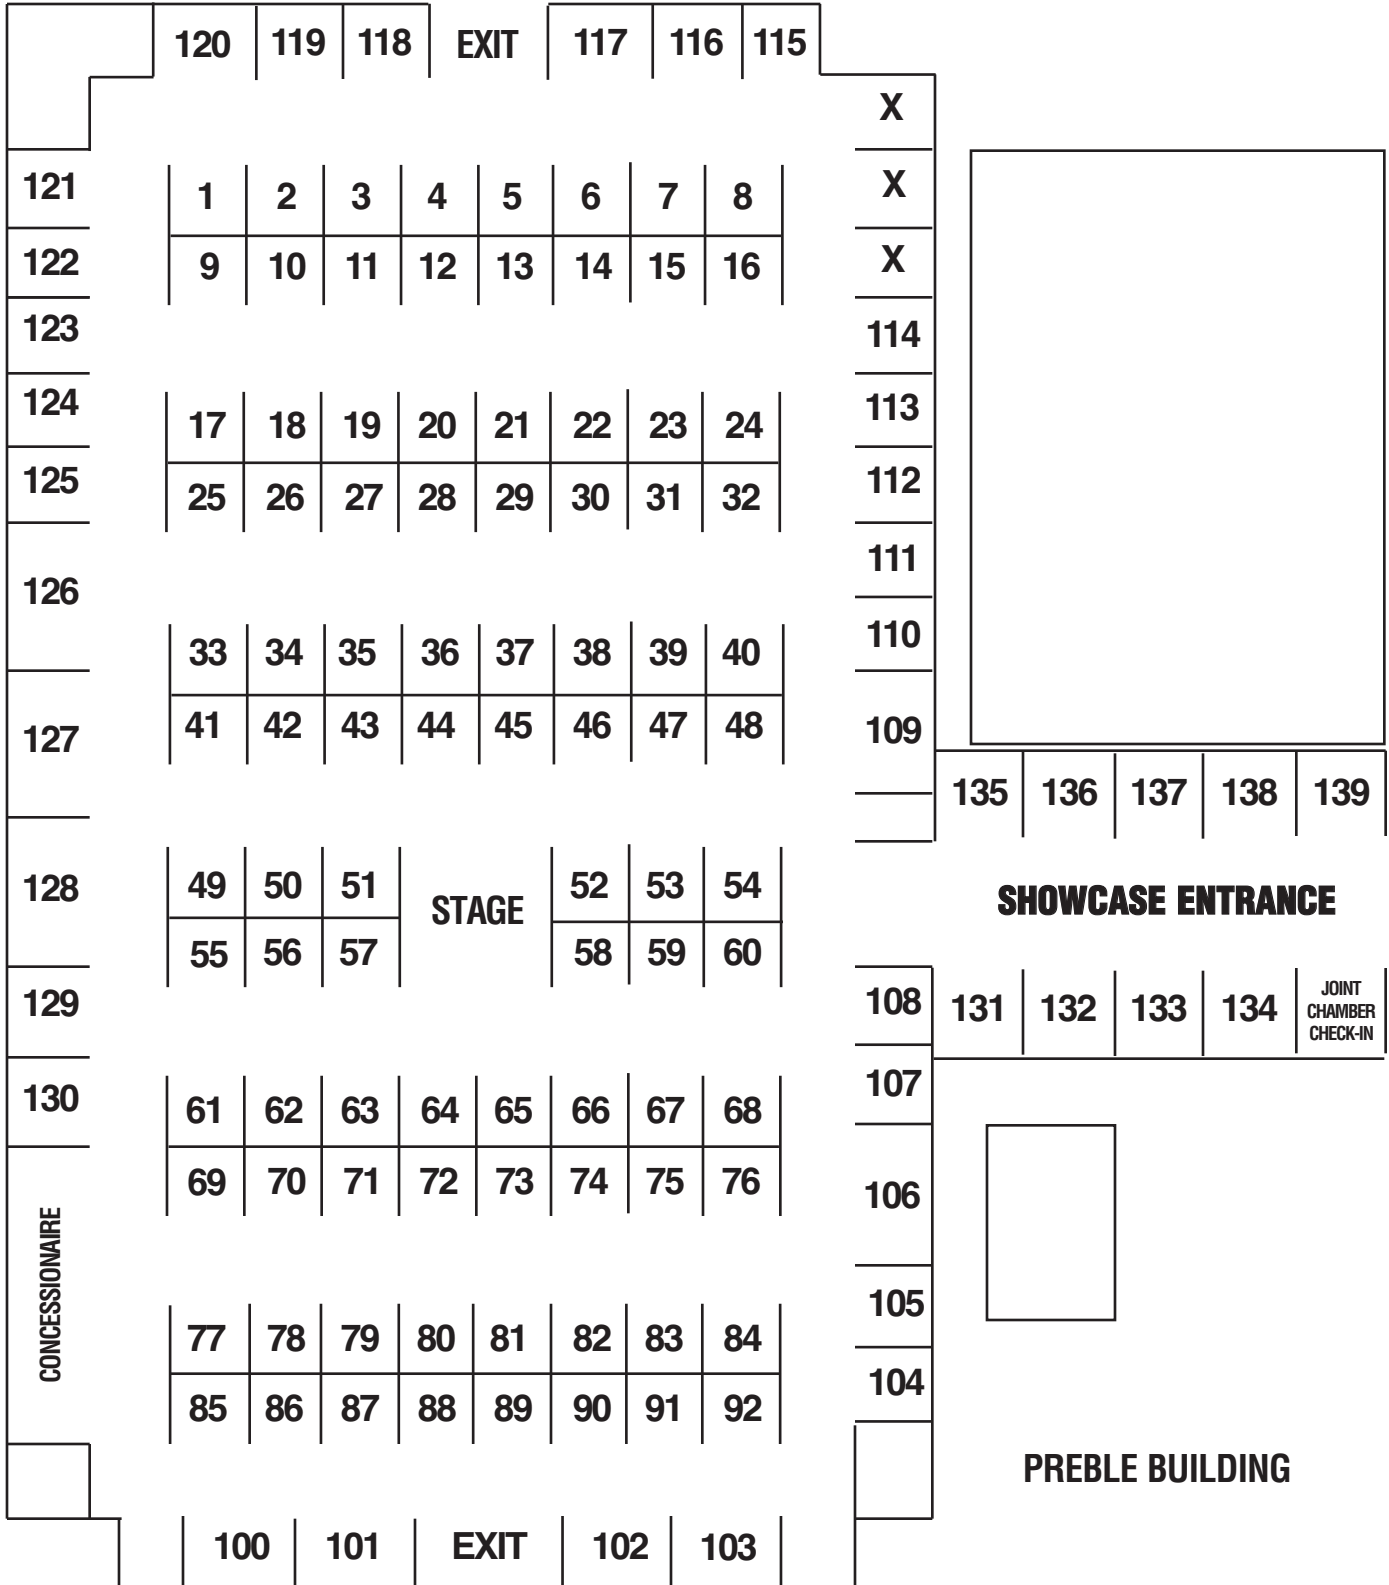 120 119 118 EXIT 117 116 115
X
121 1 2 3 4 5 6 7 8 X
122 9 10 11 12 13 14 15 16 X
123 114
124 17 18 19 20 21 22 23 24 113
125 25 26 27 28 29 30 31 32 112
111
126
110
33 34 35 36 37 38 39 40
127 41 42 43 44 45 46 47 48 109
135 136 137 138 139
128 49 50 51 STAGE 52 53 54
SHOWCASE ENTRANCE
55 56 57 58 59 60
129 108 131 132 133 134 JOINT
CHAMBER
CHECK-IN
130 107
61 62 63 64 65 66 67 68
69 70 71 72 73 74 75 76 106
CONCESSIONAIRE
105
77 78 79 80 81 82 83 84
104
85 86 87 88 89 90 91 92
PREBLE BUILDING
100 101 EXIT 102 103